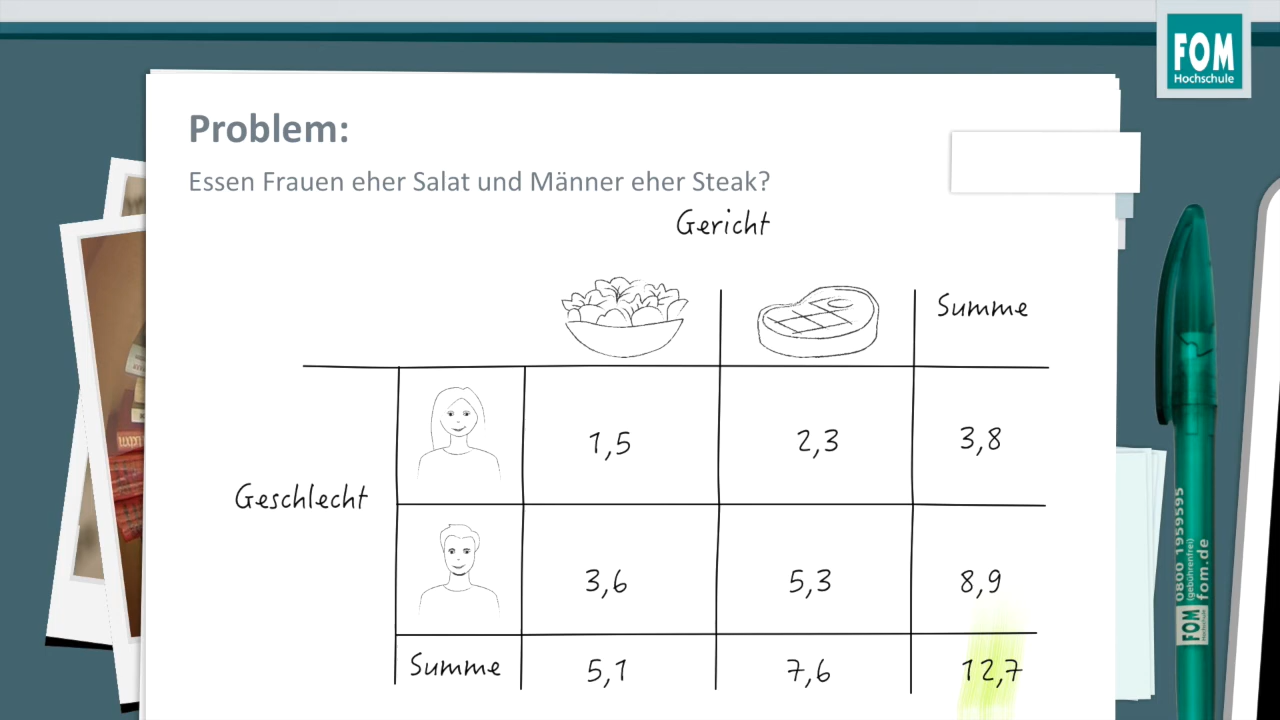 FOM
Hochschule
Problem:
Essen Frauen eher Salat und Männer eher Steak?
Gericht
Summe
1,5 2,3 3,8
Geschlecht
3,6 5,3 8,9
Summe 5,1 7,6 12,7
0800 1959595
(gebührenfrei)
fom.de
FOM
Hochschule